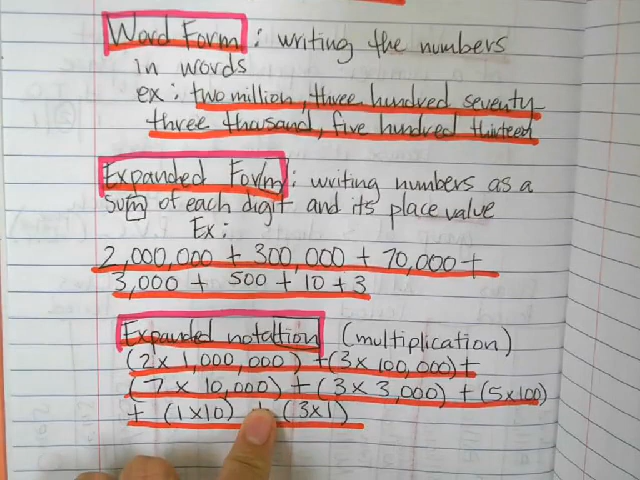 Word Form : writing the numbers
in words
ex: two million, three hundred seventy
three thousand, five hundred thirteen
Expanded Form : writing numbers as a
sum of each digit and its place value
Ex:
2,000,000 + 300,000 + 70,000 +
3,000 + 500 + 10 + 3
Expanded notation (multiplication)
(2 x 1,000,000) + (3 x 100,000) +
(7 x 10,000) + (3 x 3,000) + (5 x 100)
+ (1 x 10) + (3 x 1)